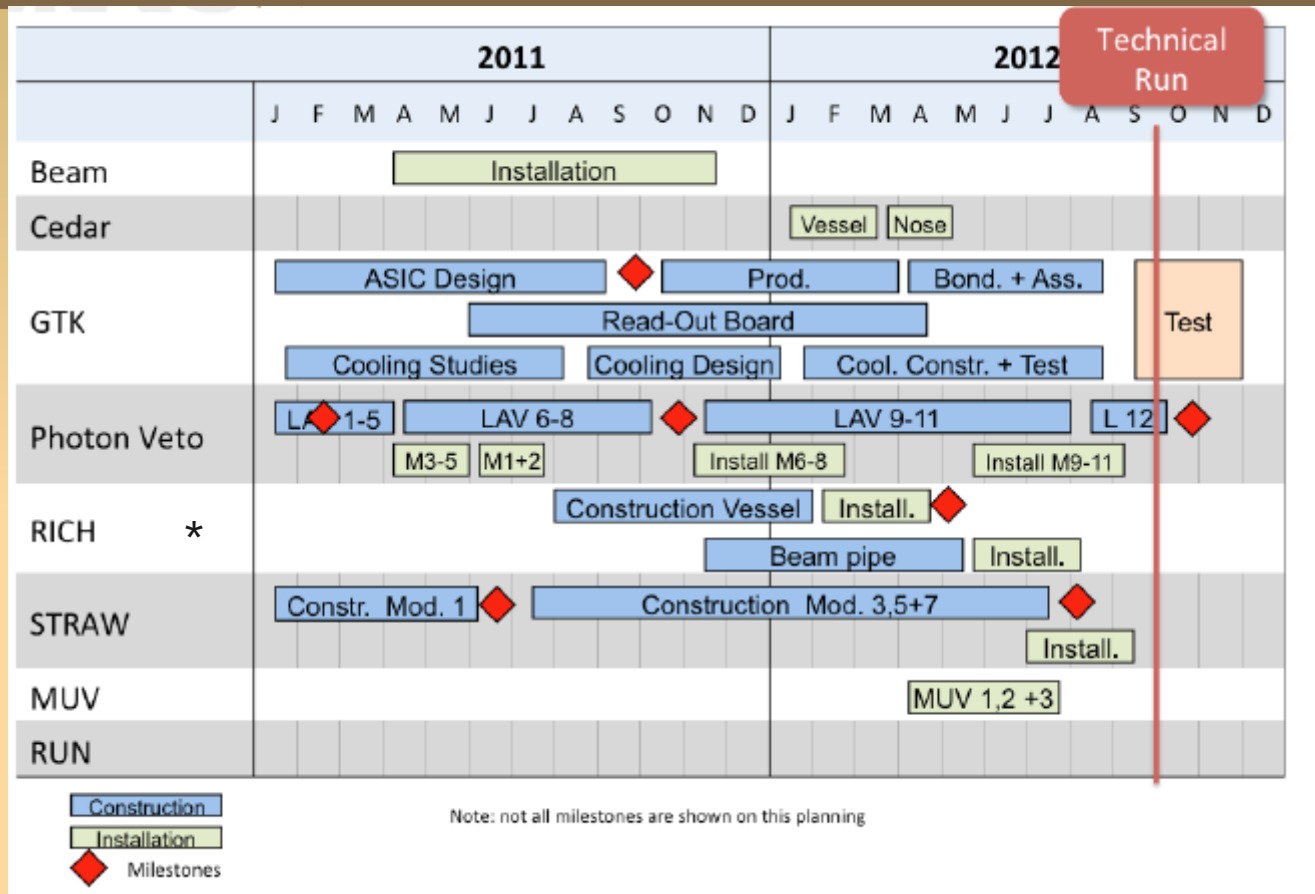 Technical
Run
2011 2012
J F M A M J J A S O N D J F M A M J J A S O N D
Beam Installation
Cedar Vessel Nose
ASIC Design Prod. Bond. + Ass.
GTK Read-Out Board Test
Cooling Studies Cooling Design Cool. Constr. + Test
LAV 1-5 LAV 6-8 LAV 9-11 L 12
Photon Veto
M3-5 M1+2 Install M6-8 Install M9-11
Construction Vessel Install.
RICH *
Beam pipe Install.
Constr. Mod. 1 Construction Mod. 3,5+7
STRAW
Install.
MUV MUV 1,2 +3
RUN
Construction
Note: not all milestones are shown on this planning
Installation
Milestones